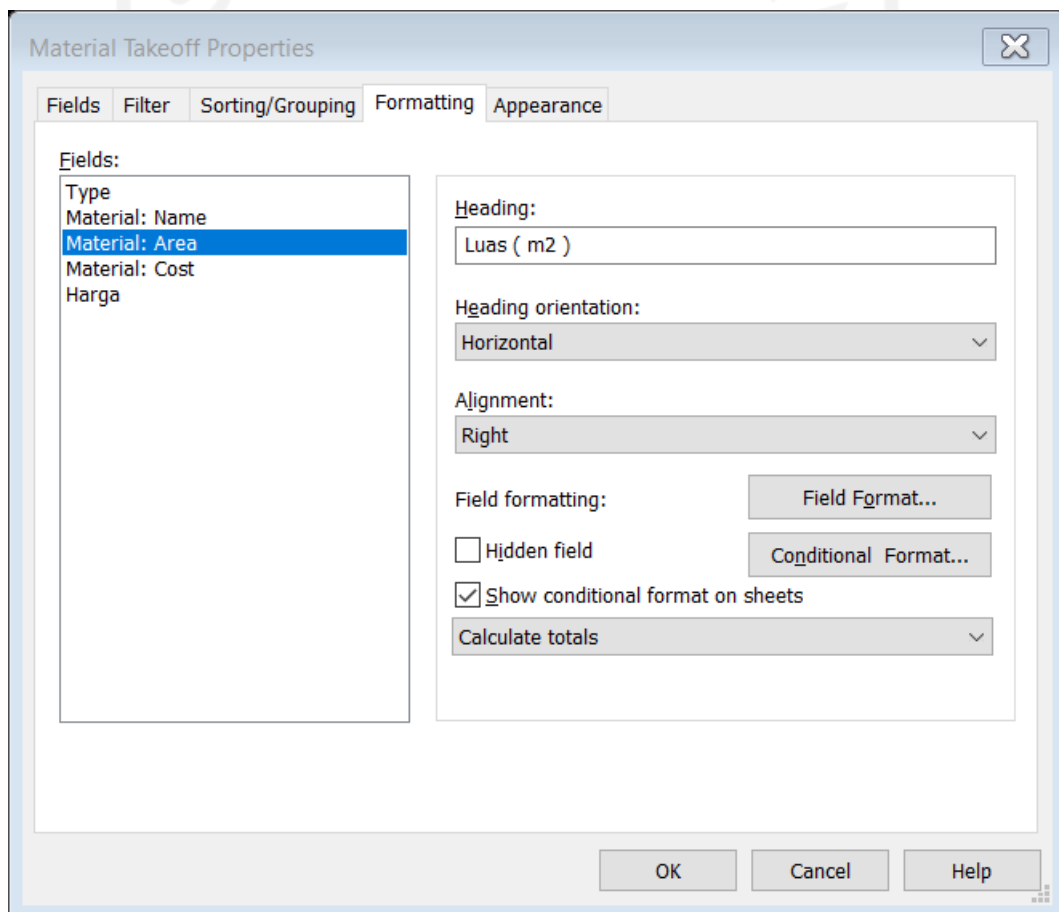 Material Takeoff Properties
Fields Filter Sorting/Grouping Formatting Appearance
Fields:
Type
Material: Name
Material: Area
Material: Cost
Harga
Heading:
Luas ( m2 )
Heading orientation:
Horizontal
Alignment:
Right
Field formatting: Field Format...
Hidden field Conditional Format...
Show conditional format on sheets
Calculate totals
OK Cancel Help